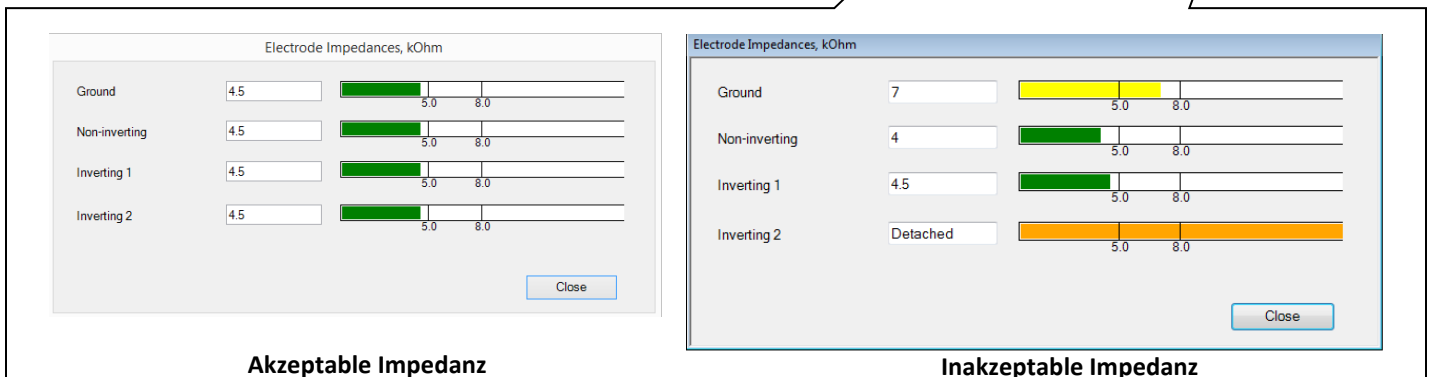 Electrode Impedances, kOhm
Ground 4.5
5.0 8.0
Non-inverting 4.5
5.0 8.0
Inverting 1 4.5
5.0 8.0
Inverting 2 4.5
5.0 8.0
Close
Akzeptable Impedanz
Electrode Impedances, kOhm
Ground 7
5.0 8.0
Non-inverting 4
5.0 8.0
Inverting 1 4.5
5.0 8.0
Inverting 2 Detached
5.0 8.0
Close
Inakzeptable Impedanz